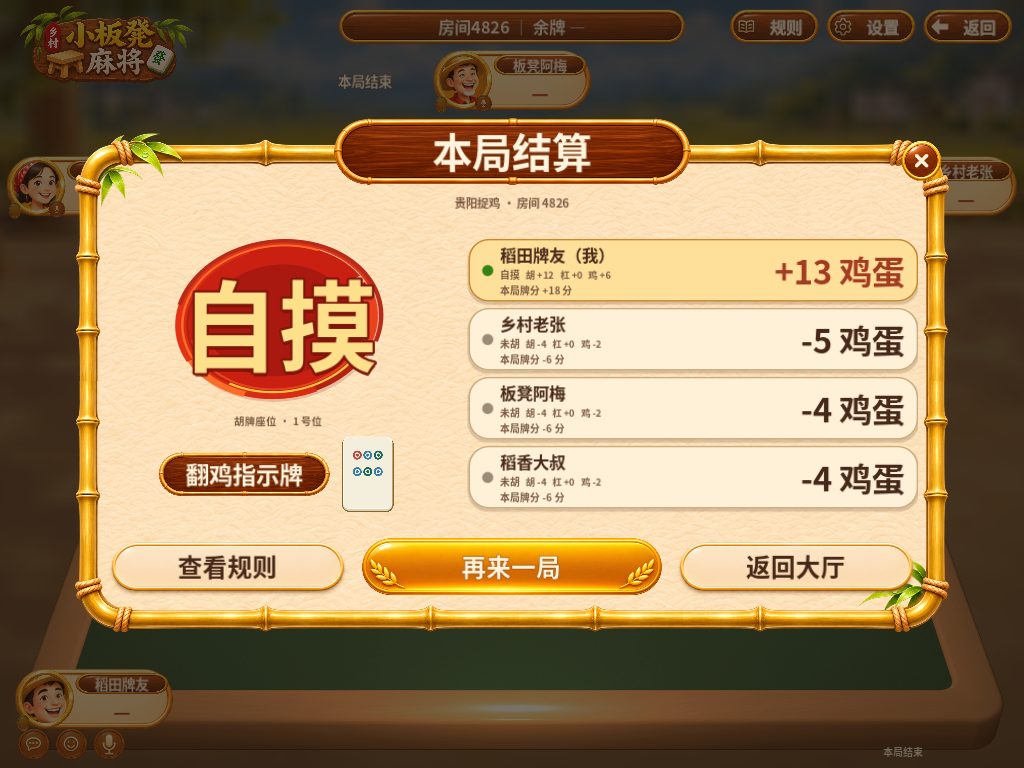 乡村
小板凳
麻将
發
房间4826 | 余牌 —
规则
设置
返回
本局结束
板凳阿梅
—
乡村老张
—
本局结算
贵阳捉鸡 · 房间 4826
自摸
胡牌座位 · 1号位
翻鸡指示牌
稻田牌友（我）
自摸 胡+12 杠+0 鸡+6
本局牌分 +18 分
+13 鸡蛋
乡村老张
未胡 胡-4 杠+0 鸡-2
本局牌分 -6 分
-5 鸡蛋
板凳阿梅
未胡 胡-4 杠+0 鸡-2
本局牌分 -6 分
-4 鸡蛋
稻香大叔
未胡 胡-4 杠+0 鸡-2
本局牌分 -6 分
-4 鸡蛋
查看规则
再来一局
返回大厅
稻田牌友
—
本局结束